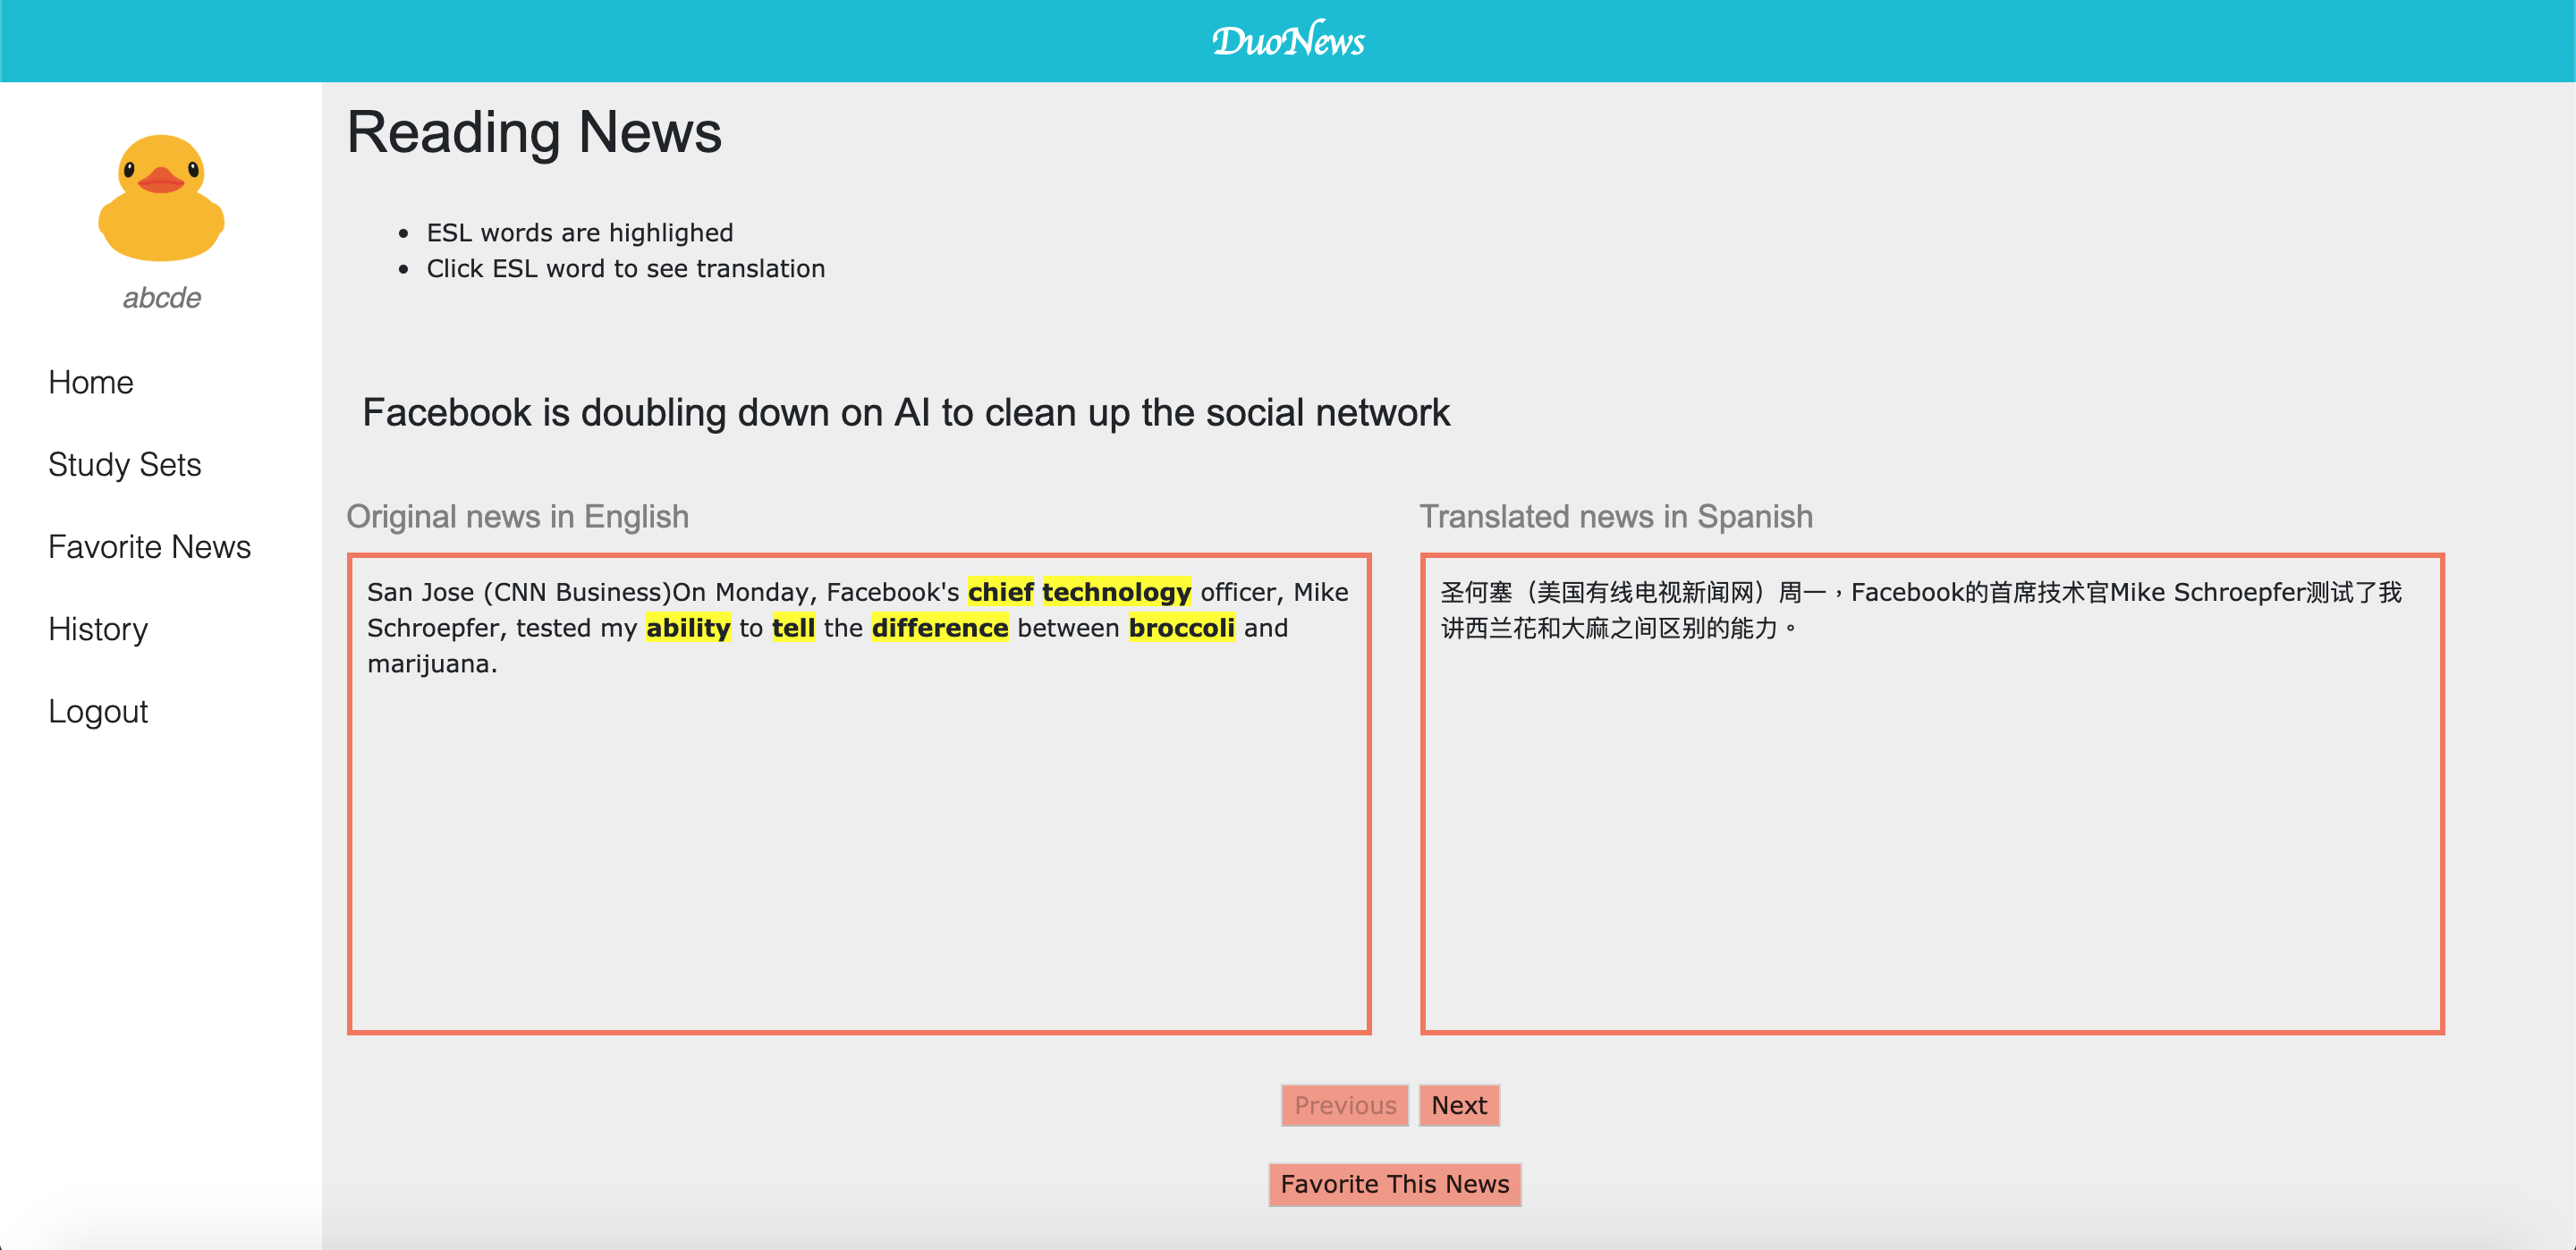 DuoNews
abcde
Home
Study Sets
Favorite News
History
Logout
Reading News
ESL words are highlighed
Click ESL word to see translation
Facebook is doubling down on AI to clean up the social network
Original news in English
San Jose (CNN Business)On Monday, Facebook's chief technology officer, Mike
Schroepfer, tested my ability to tell the difference between broccoli and
marijuana.
Translated news in Spanish
圣何塞（美国有线电视新闻网）周一，Facebook的首席技术官Mike Schroepfer测试了我
讲西兰花和大麻之间区别的能力。
Previous
Next
Favorite This News